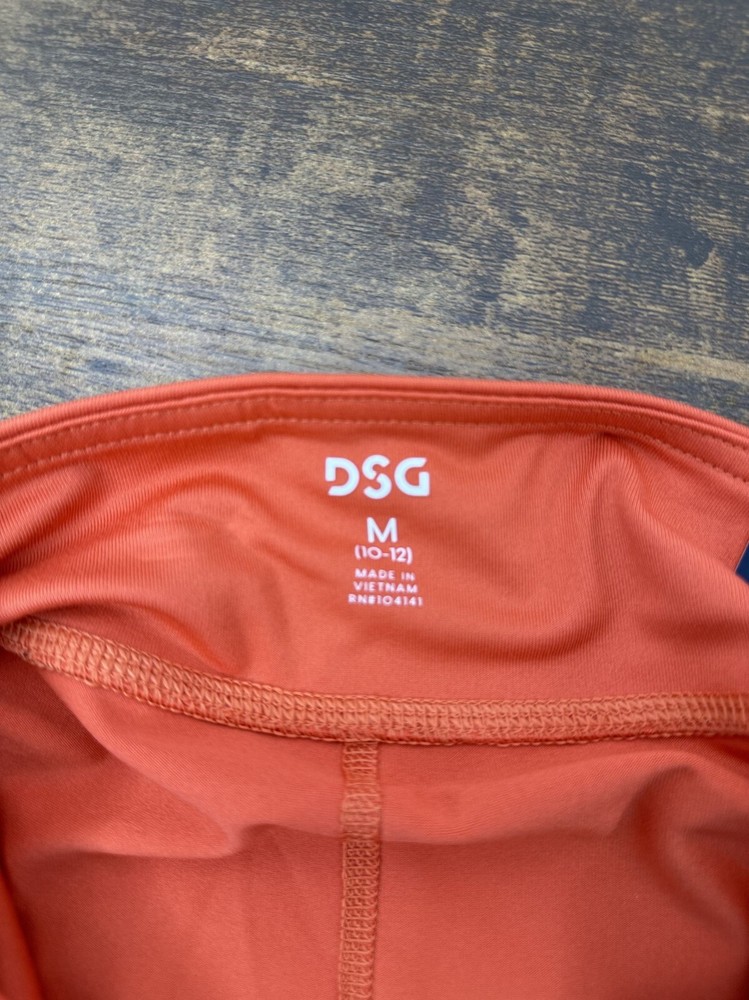 DSG
M
(10-12)
MADE IN
VIETNAM
RN#104141